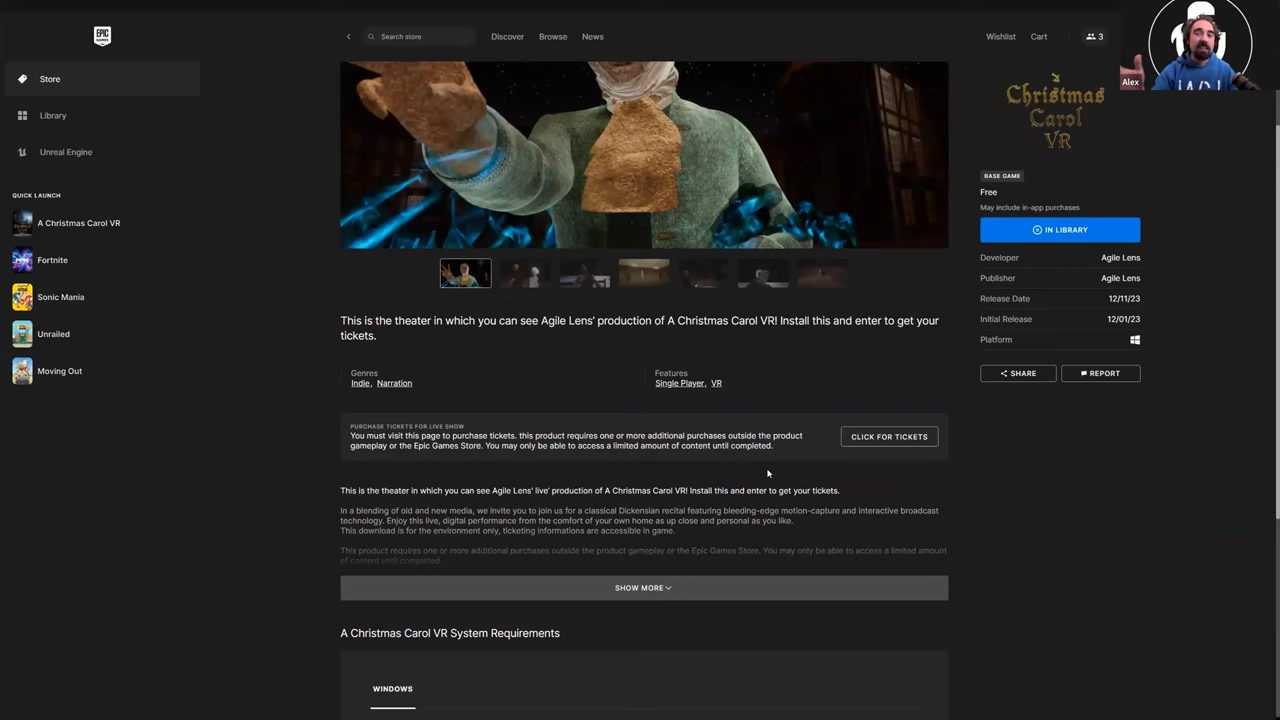 EPIC
GAMES
Search store
Discover
Browse
News
Wishlist
Cart
3
Alex
Store
Library
Unreal Engine
QUICK LAUNCH
A Christmas Carol VR
Fortnite
Sonic Mania
Unrailed
Moving Out
Christmas
Carol
VR
BASE GAME
Free
May include in-app purchases
IN LIBRARY
Developer
Agile Lens
Publisher
Agile Lens
Release Date
12/11/23
Initial Release
12/01/23
Platform
SHARE
REPORT
This is the theater in which you can see Agile Lens' production of A Christmas Carol VR! Install this and enter to get your
tickets.
Genres
Indie, Narration
Features
Single Player, VR
PURCHASE TICKETS FOR LIVE SHOW
You must visit this page to purchase tickets. this product requires one or more additional purchases outside the product
gameplay or the Epic Games Store. You may only be able to access a limited amount of content until completed.
CLICK FOR TICKETS
This is the theater in which you can see Agile Lens' live' production of A Christmas Carol VR! Install this and enter to get your tickets.
In a blending of old and new media, we invite you to join us for a classical Dickensian recital featuring bleeding-edge motion-capture and interactive broadcast
technology. Enjoy this live, digital performance from the comfort of your own home as up close and personal as you like.
This download is for the environment only, ticketing informations are accessible in game.
This product requires one or more additional purchases outside the product gameplay or the Epic Games Store. You may only be able to access a limited amount
of content until completed.
SHOW MORE
A Christmas Carol VR System Requirements
WINDOWS